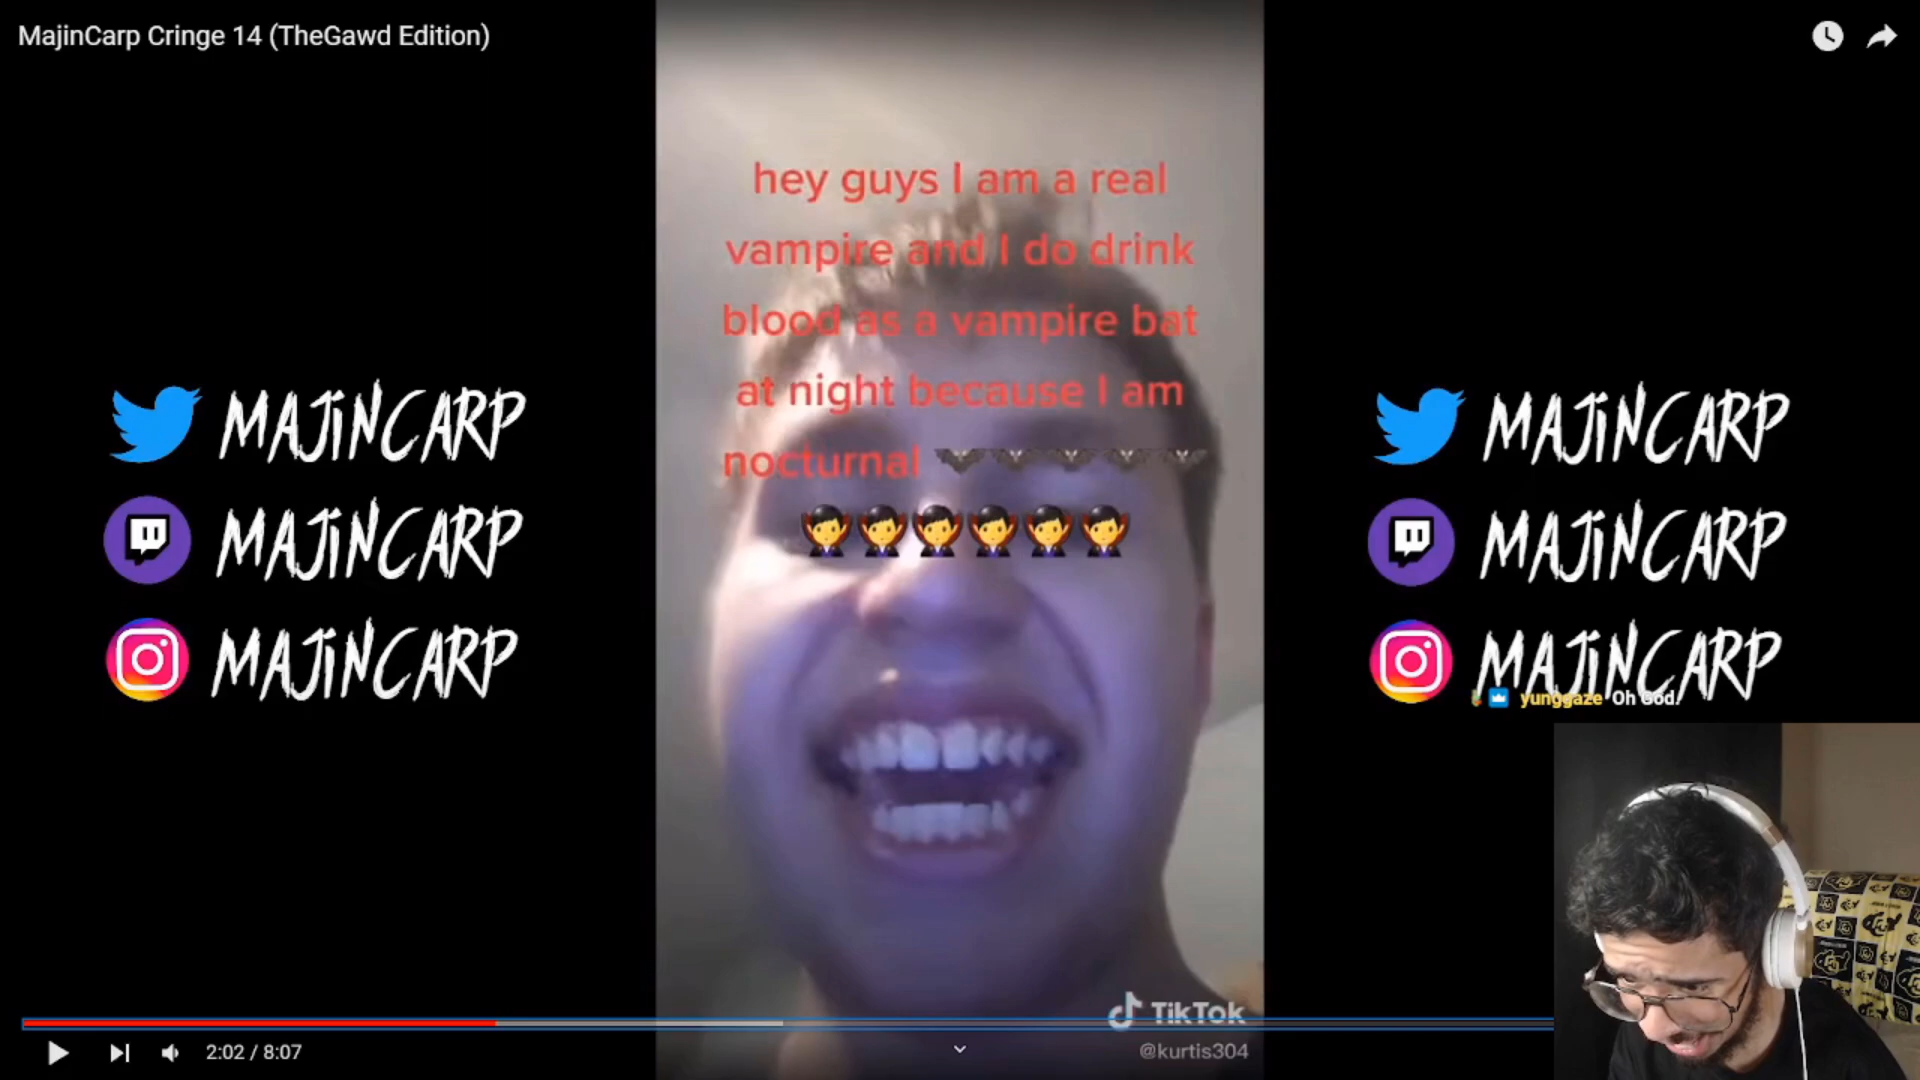 MajinCarp Cringe 14 (TheGawd Edition)
hey guys I am a real
vampire and I do drink
blood as a vampire bat
at night because I am
nocturnal
MAJiNCARP
MAJiNCARP
MAJiNCARP
MAJiNCARP
MAJiNCARP
MAJiNCARP
yunggaze Oh God.
TikTok
@kurtis304
2:02 / 8:07